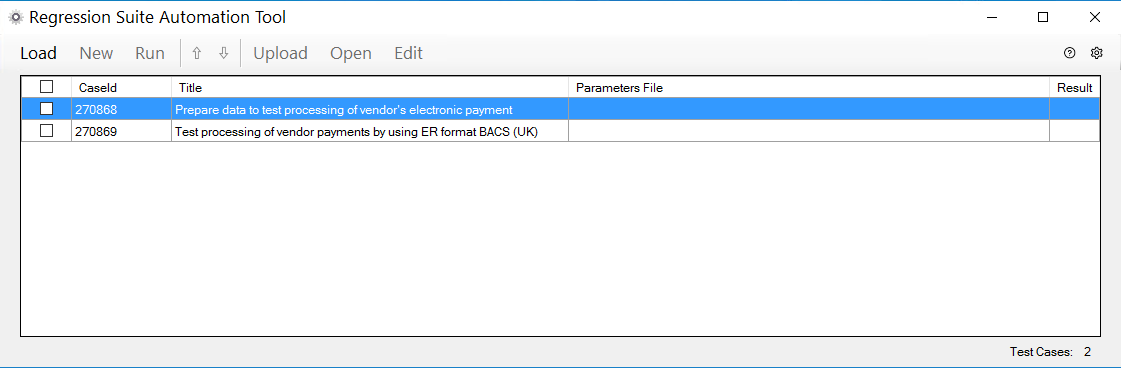 Regression Suite Automation Tool
Load New Run Upload Open Edit
CaseId Title Parameters File Result
270868 Prepare data to test processing of vendor's electronic payment
270869 Test processing of vendor payments by using ER format BACS (UK)
Test Cases: 2